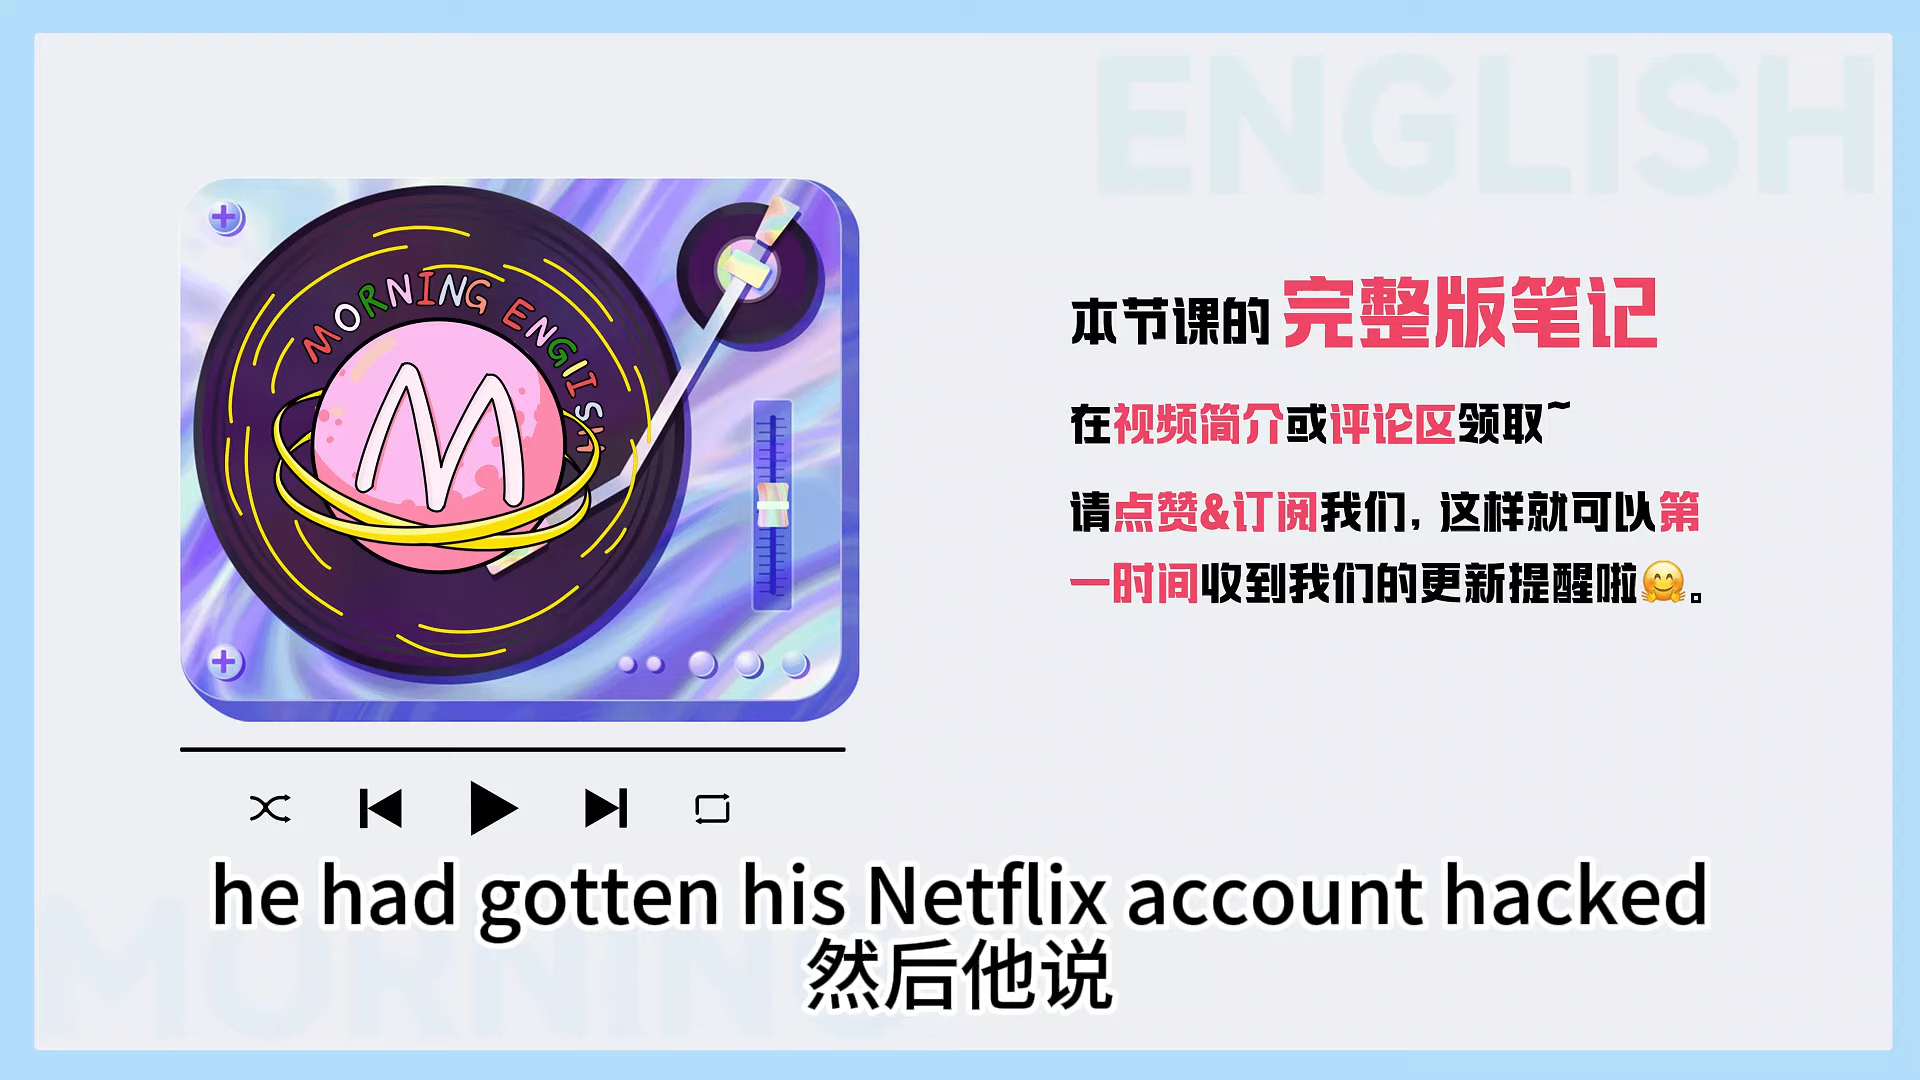 ENGLISH
MORNING ENGLISH
M
本节课的完整版笔记
在视频简介或评论区领取~
请点赞&订阅我们，这样就可以第
一时间收到我们的更新提醒啦🤗。
he had gotten his Netflix account hacked
然后他说
MORNING